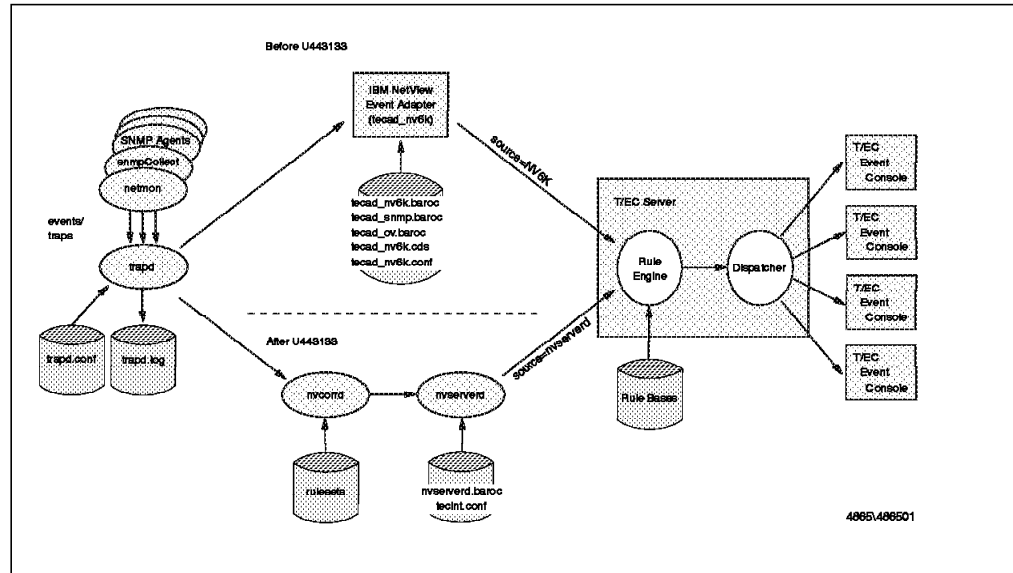 Before U443133
IBM NetView
Event Adapter
(tecad_nv6k)
SNMP Agents
snmpCollect
netmon
events/
traps
trapd
trapd.conf
trapd.log
tecad_nv6k.baroc
tecad_snmp.baroc
tecad_ov.baroc
tecad_nv6k.cds
tecad_nv6k.conf
source=NV6K
After U443133
nvcorrd
nvserverd
rulesets
nvserverd.baroc
tecint.conf
source=nvserverd
T/EC Server
Rule
Engine
Dispatcher
Rule Bases
T/EC
Event
Console
T/EC
Event
Console
T/EC
Event
Console
T/EC
Event
Console
4865\486501